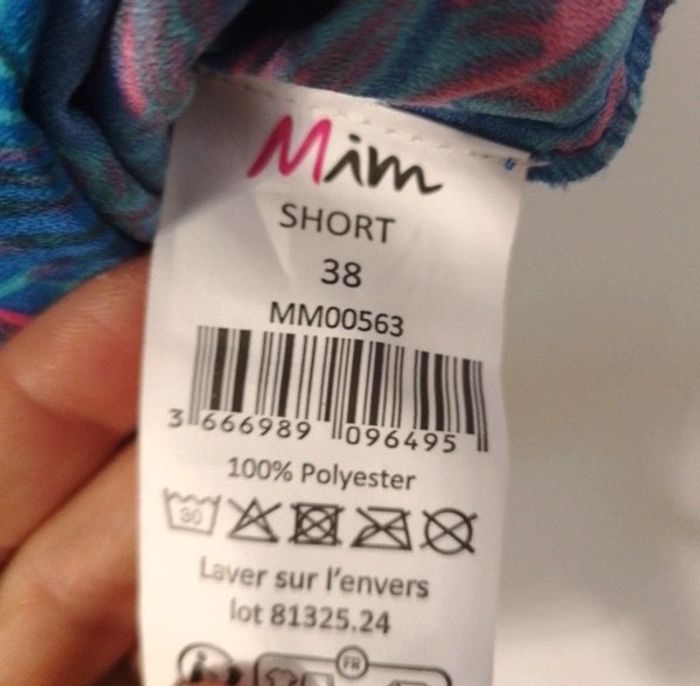 Mim
SHORT
38
MM00563
3 666989 096495
100% Polyester
30
Laver sur l'envers
lot 81325.24
FR